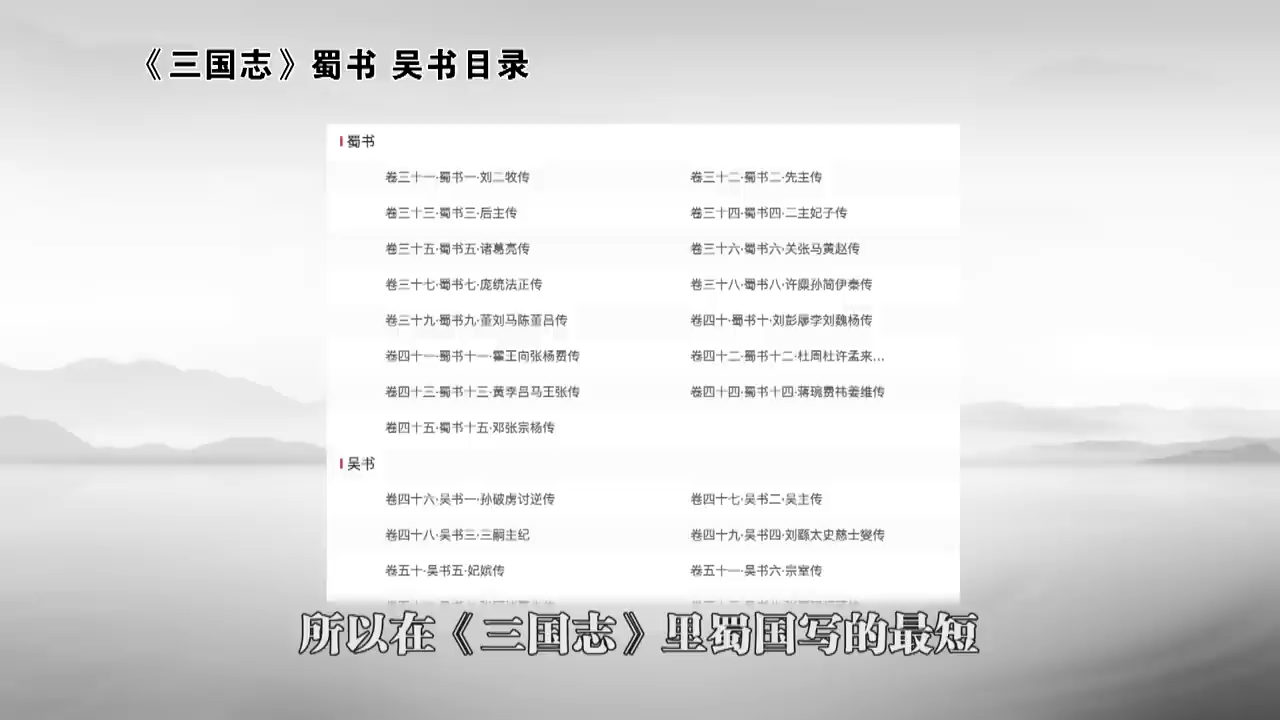 《三国志》蜀书 吴书目录
蜀书
卷三十一·蜀书一·刘二牧传
卷三十二·蜀书二·先主传
卷三十三·蜀书三·后主传
卷三十四·蜀书四·二主妃子传
卷三十五·蜀书五·诸葛亮传
卷三十六·蜀书六·关张马黄赵传
卷三十七·蜀书七·庞统法正传
卷三十八·蜀书八·许糜孙简伊秦传
卷三十九·蜀书九·董刘马陈董吕传
卷四十·蜀书十·刘彭廖李刘魏杨传
卷四十一·蜀书十一·霍王向张杨费传
卷四十二·蜀书十二·杜周杜许孟来...
卷四十三·蜀书十三·黄李吕马王张传
卷四十四·蜀书十四·蒋琬费祎姜维传
卷四十五·蜀书十五·邓张宗杨传
吴书
卷四十六·吴书一·孙破虏讨逆传
卷四十七·吴书二·吴主传
卷四十八·吴书三·三嗣主纪
卷四十九·吴书四·刘繇太史慈士燮传
卷五十·吴书五·妃嫔传
卷五十一·吴书六·宗室传
所以在《三国志》里蜀国写的最短